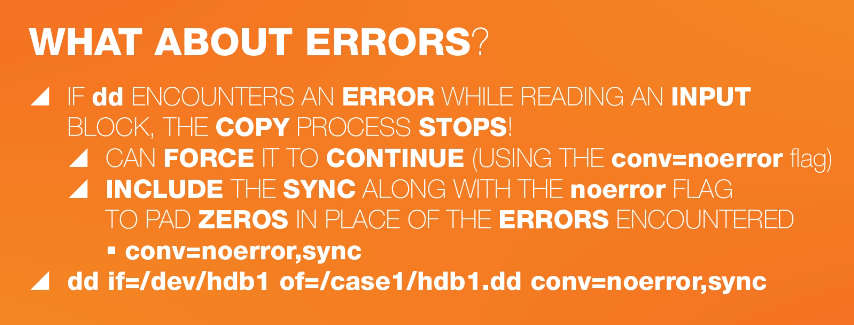 WHAT ABOUT ERRORS?
IF dd ENCOUNTERS AN ERROR WHILE READING AN INPUT
BLOCK, THE COPY PROCESS STOPS!
CAN FORCE IT TO CONTINUE (USING THE conv=noerror flag)
INCLUDE THE SYNC ALONG WITH THE noerror FLAG
TO PAD ZEROS IN PLACE OF THE ERRORS ENCOUNTERED
▪ conv=noerror,sync
dd if=/dev/hdb1 of=/case1/hdb1.dd conv=noerror,sync